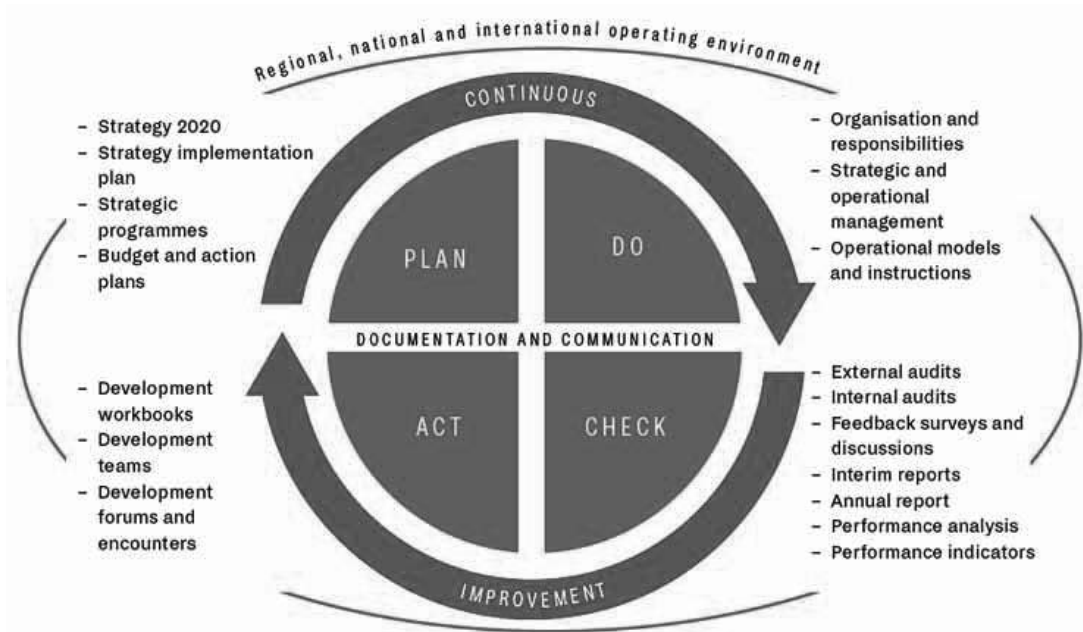 Regional, national and international operating environment
CONTINUOUS
– Strategy 2020
– Strategy implementation
plan
– Strategic
programmes
– Budget and action
plans
– Organisation and
responsibilities
– Strategic and
operational
management
– Operational models
and instructions
PLAN
DO
DOCUMENTATION AND COMMUNICATION
ACT
CHECK
– Development
workbooks
– Development
teams
– Development
forums and
encounters
– External audits
– Internal audits
– Feedback surveys and
discussions
– Interim reports
– Annual report
– Performance analysis
– Performance indicators
IMPROVEMENT